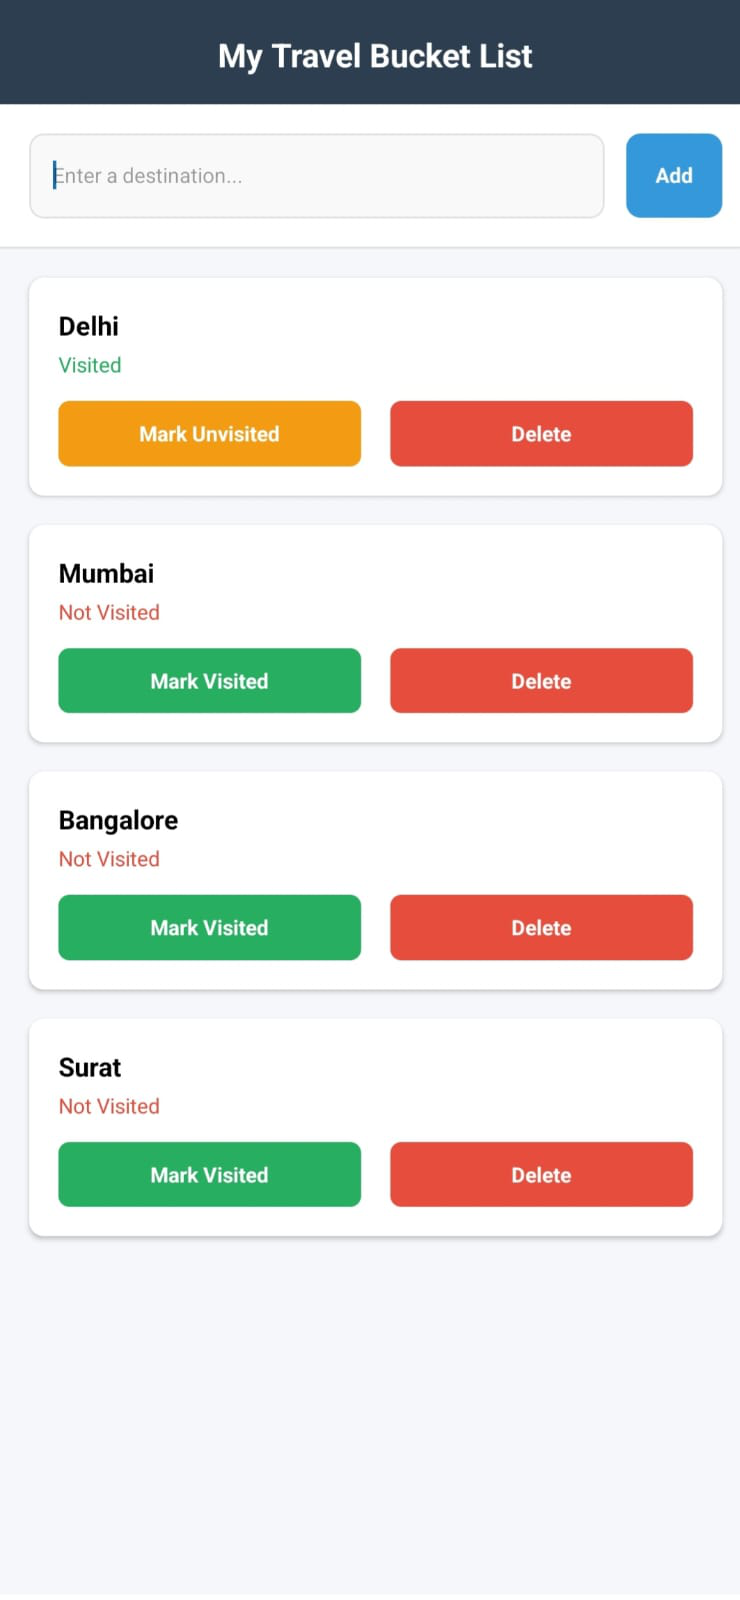 My Travel Bucket List
Enter a destination...
Add
Delhi
Visited
Mark Unvisited
Delete
Mumbai
Not Visited
Mark Visited
Delete
Bangalore
Not Visited
Mark Visited
Delete
Surat
Not Visited
Mark Visited
Delete